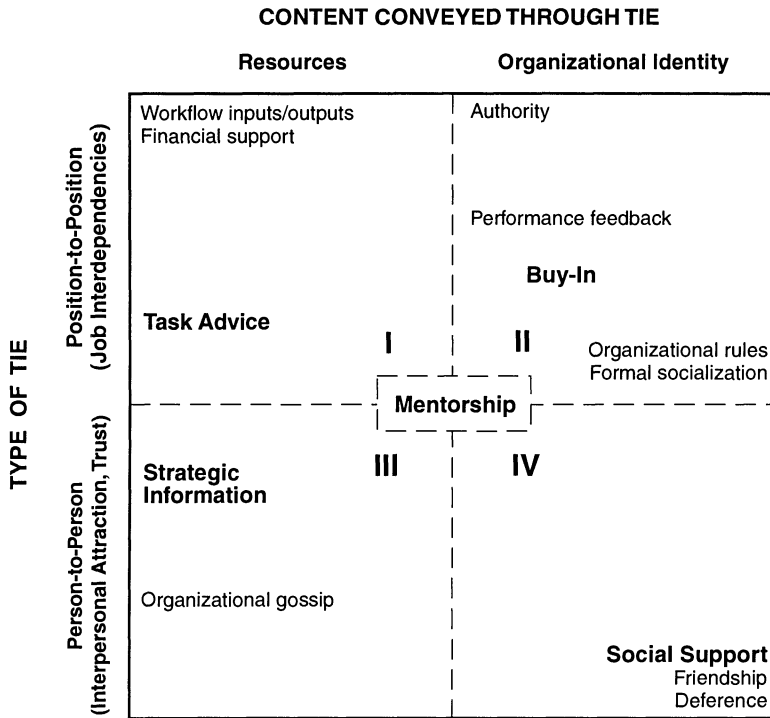 CONTENT CONVEYED THROUGH TIE
Resources
Organizational Identity
TYPE OF TIE
Position-to-Position
(Job Interdependencies)
Workflow inputs/outputs
Financial support
Task Advice
I
Authority
Performance feedback
Buy-In
II
Organizational rules
Formal socialization
Mentorship
Person-to-Person
(Interpersonal Attraction, Trust)
Strategic
Information
III
Organizational gossip
IV
Social Support
Friendship
Deference